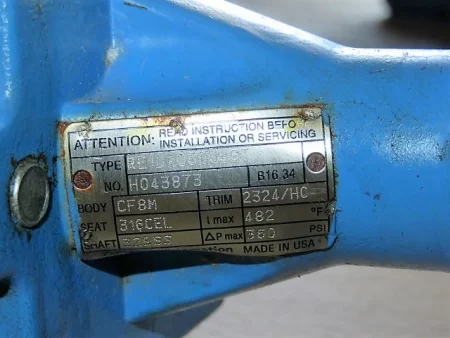 ATTENTION: READ INSTRUCTION BEFO
INSTALLATION OR SERVICING
TYPE
NO. H043873 B16.34
BODY CF8M TRIM 2324/HC
SEAT 316CEL t max 482 °F
SHAFT ΔP max PSI
MADE IN USA